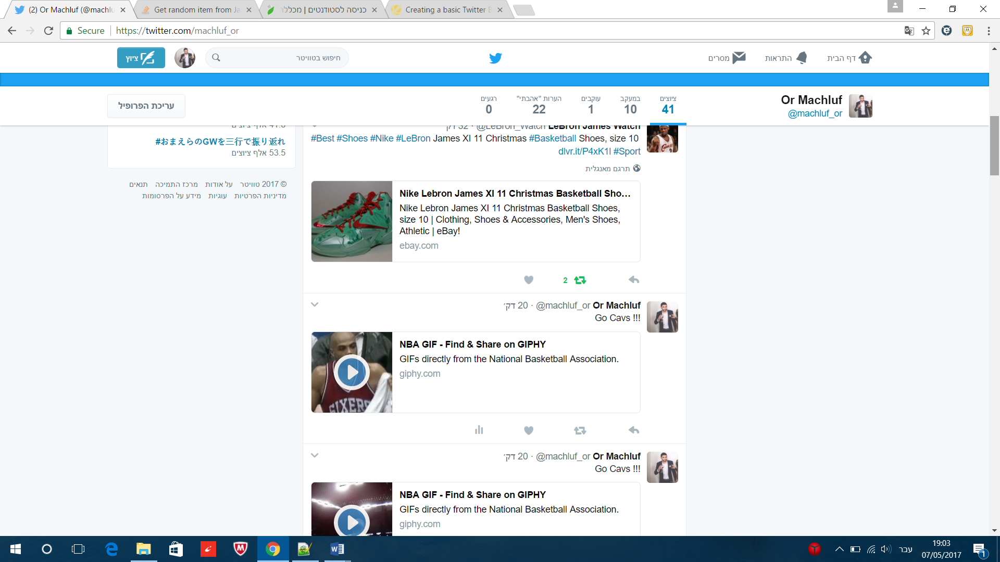 (2) Or Machluf (@machlu
Get random item from Ja
כניסה לסטודנטים | מכללת
Creating a basic Twitter B
Secure
https://twitter.com/machluf_or
דף הבית
התראות
מסרים
חיפוש בטוויטר
ציוץ
Or Machluf
@machluf_or
ציוצים
41
במעקב
10
עוקבים
1
הערות "אהבתי"
22
רגעים
0
עריכת הפרופיל
41.6 אלף ציוצים
#おまえらのGWを三行で振り返れ
53.5 אלף ציוצים
© 2017 טוויטר על אודות מרכז התמיכה תנאים
מדיניות הפרטיות עוגיות מידע על הפרסומות
LeBron James Watch @LeBron_Watch · 32 דק׳
#Best #Shoes #Nike #LeBron James XI 11 Christmas #Basketball Shoes, size 10
dlvr.it/P4xK1l #Sport
תרגם מאנגלית
Nike Lebron James XI 11 Christmas Basketball Sho...
Nike Lebron James XI 11 Christmas Basketball Shoes,
size 10 | Clothing, Shoes & Accessories, Men's Shoes,
Athletic | eBay!
ebay.com
2
Or Machluf @machluf_or · 20 דק׳
Go Cavs !!!
NBA GIF - Find & Share on GIPHY
GIFs directly from the National Basketball Association.
giphy.com
SIXERS
Or Machluf @machluf_or · 20 דק׳
Go Cavs !!!
NBA GIF - Find & Share on GIPHY
GIFs directly from the National Basketball Association.
giphy.com
עבר
19:03
07/05/2017
1